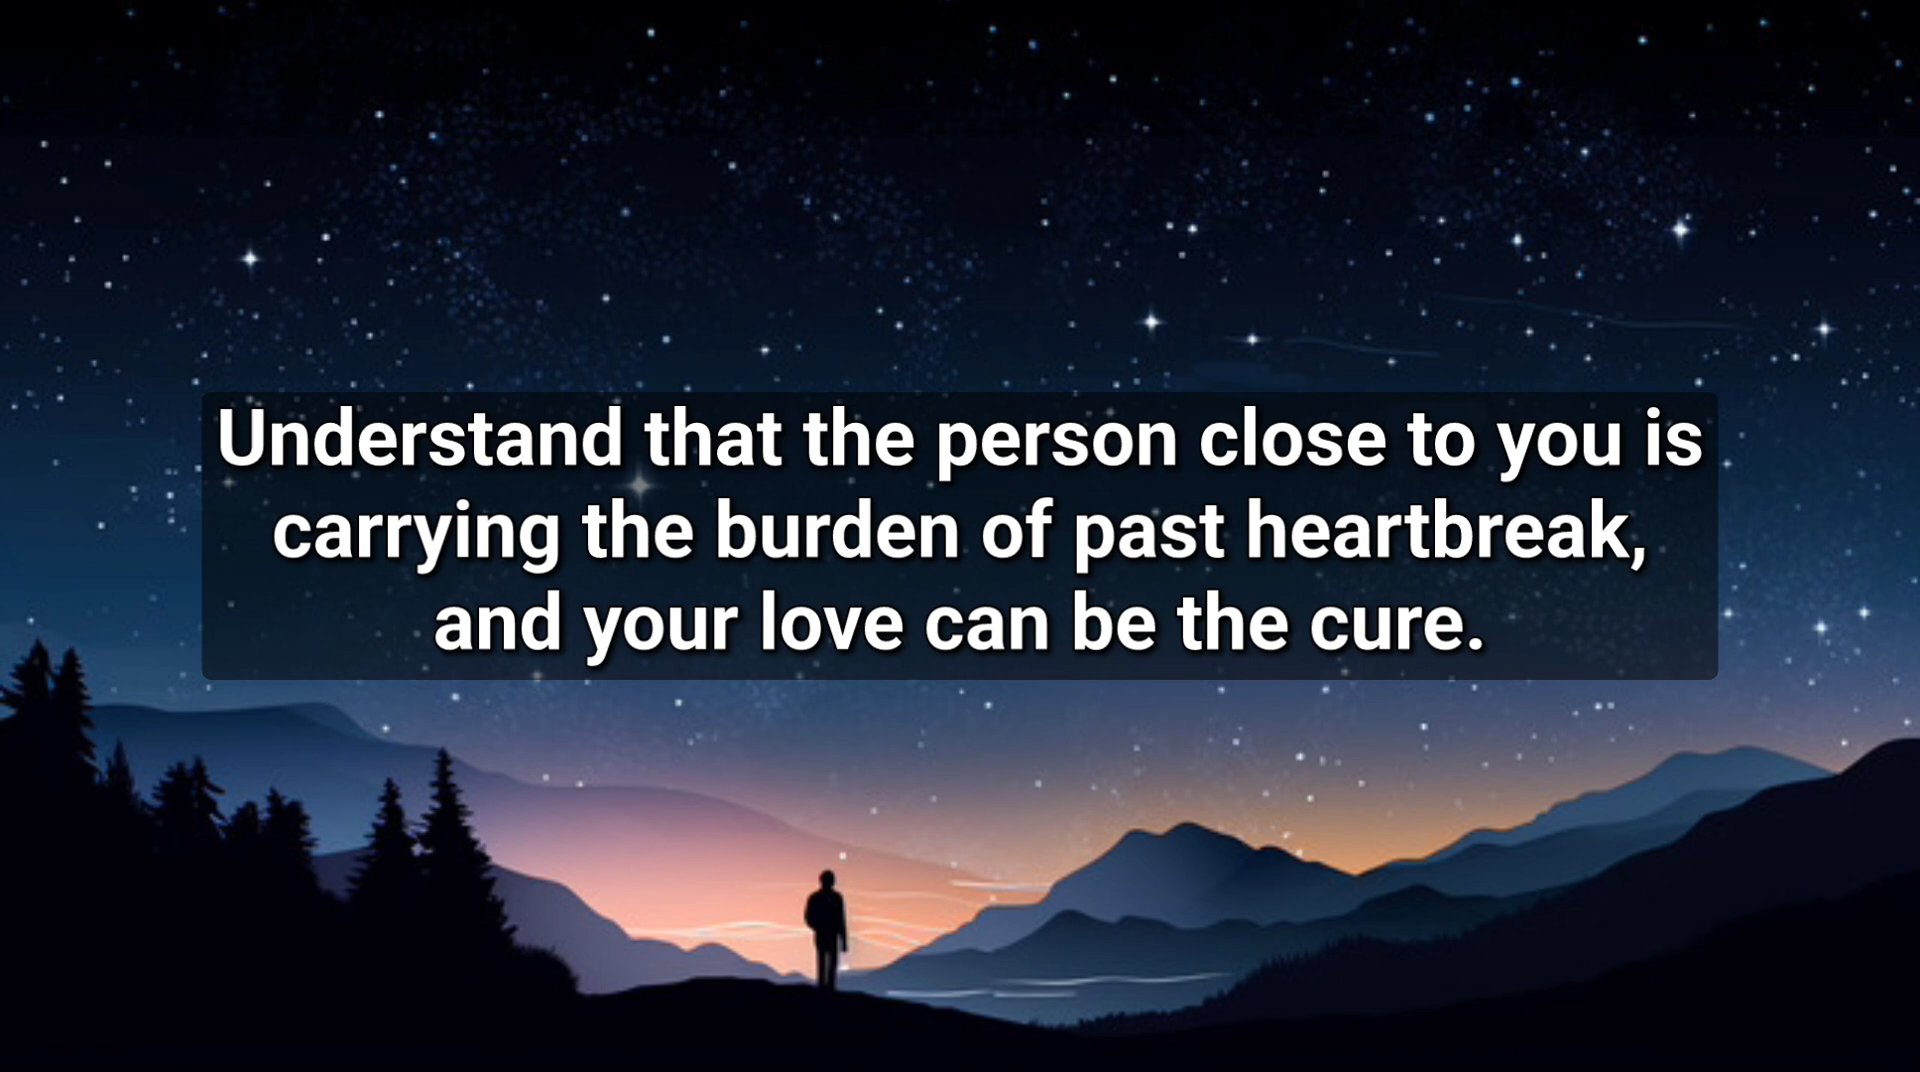 Understand that the person close to you is
carrying the burden of past heartbreak,
and your love can be the cure.